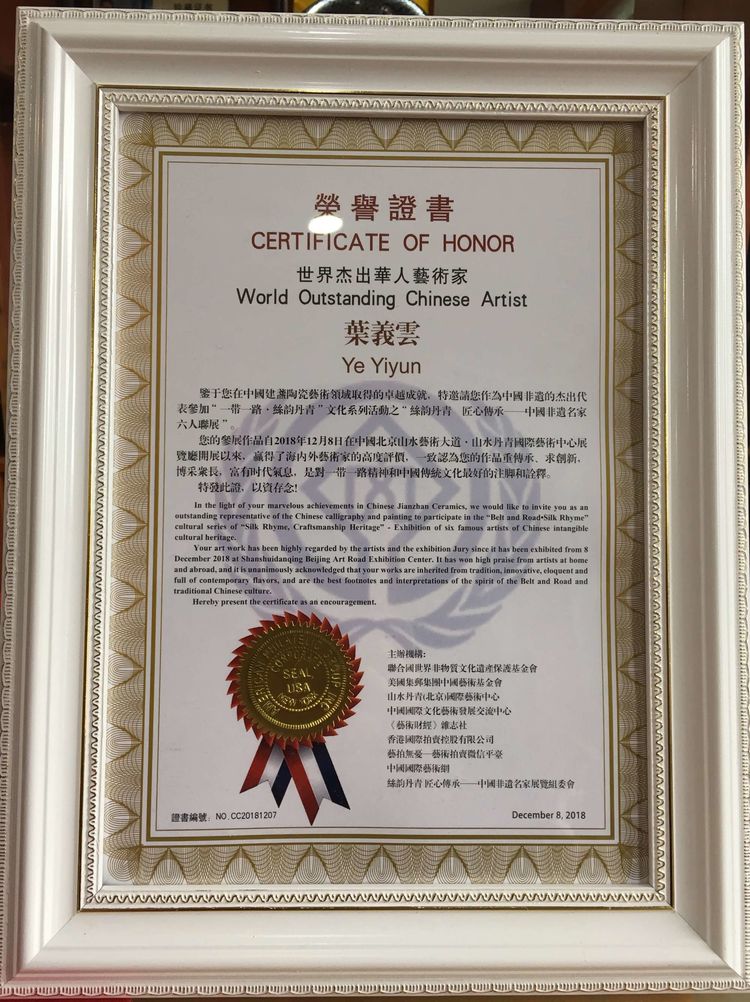 榮譽證書
CERTIFICATE OF HONOR
世界杰出華人藝術家
World Outstanding Chinese Artist
葉義雲
Ye Yiyun
鑒于您在中國建盞陶瓷藝術領域取得的卓越成就，特邀請您作為中國非遺的杰出代
表參加“一带一路·絲韵丹青”文化系列活動之“絲韵丹青 匠心傳承——中國非遺名家
六人聯展”。
您的參展作品自2018年12月8日在中國北京山水藝術大道·山水丹青國際藝術中心展
覽廳開展以來，贏得了海内外藝術家的高度評價，一致認為您的作品重傳承、求創新，
博采衆長，富有时代氣息，是對一带一路精神和中國傳統文化最好的注脚和詮釋。
特發此證，以資存念!
In the light of your marvelous achievements in Chinese Jianzhan Ceramics, we would like to invite you as an
outstanding representative of the Chinese calligraphy and painting to participate in the “Belt and Road•Silk Rhyme”
cultural series of “Silk Rhyme, Craftsmanship Heritage” - Exhibition of six famous artists of Chinese intangible
cultural heritage.
Your art work has been highly regarded by the artists and the exhibition Jury since it has been exhibited from 8
December 2018 at Shanshuidanqing Beijing Art Road Exhibition Center. It has won high praise from artists at home
and abroad, and it is unanimously acknowledged that your works are inherited from tradition, innovative, eloquent and
full of contemporary flavors, and are the best footnotes and interpretations of the spirit of the Belt and Road and
traditional Chinese culture.
Hereby present the certificate as an encouragement.
SEAL
USA
主辦機構:
聯合國世界非物質文化遺産保護基金會
美國集郵集團中國藝術基金會
山水丹青(北京)國際藝術中心
中國國際文化藝術發展交流中心
《藝術財經》雜志社
香港國際拍賣控股有限公司
藝拍無憂—藝術拍賣微信平臺
中國國際藝術網
絲韵丹青 匠心傳承——中國非遺名家展覽組委會
證書編號: NO.CC20181207
December 8, 2018